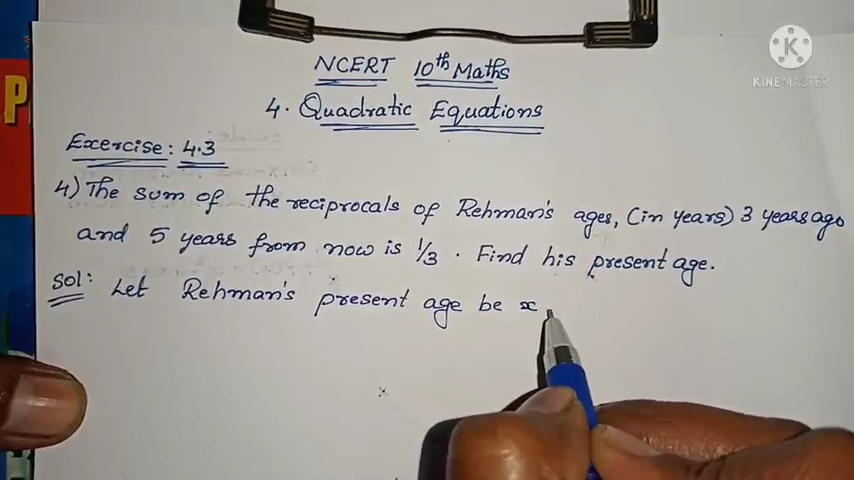 K
KINEMASTER
P
NCERT 10th Maths
4. Quadratic Equations
Exercise: 4.3
4) The sum of the reciprocals of Rehman's ages, (in years) 3 years ago
and 5 years from now is 1/3. Find his present age.
Sol: Let Rehman's present age be x